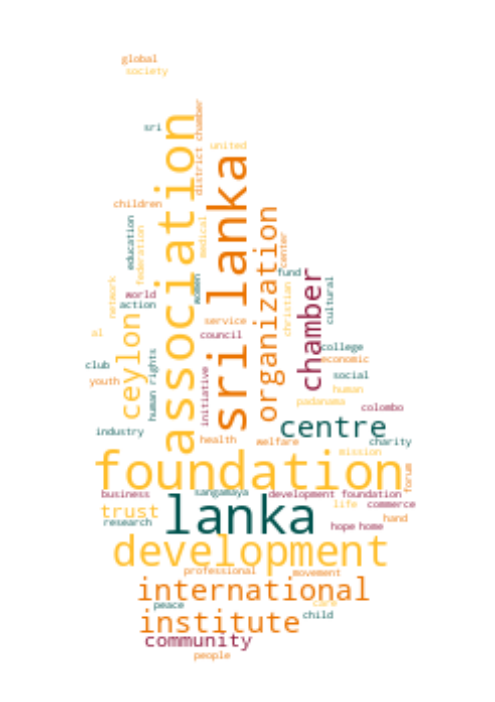 global
society
sri
association
district chamber
united
sri lanka
children
education
federation
medical
organization
center
network
world
action
women
fund
christian
cultural
chamber
al
ceylon
human rights
service
council
initiative
college
economic
club
youth
social
human
padanama
colombo
industry
health
welfare
centre
charity
mission
foundation
forum
business
sangamaya
development foundation
trust
research
lanka
life
commerce
hope
home
hand
development
professional
movement
international
peace
care
institute
child
community
people